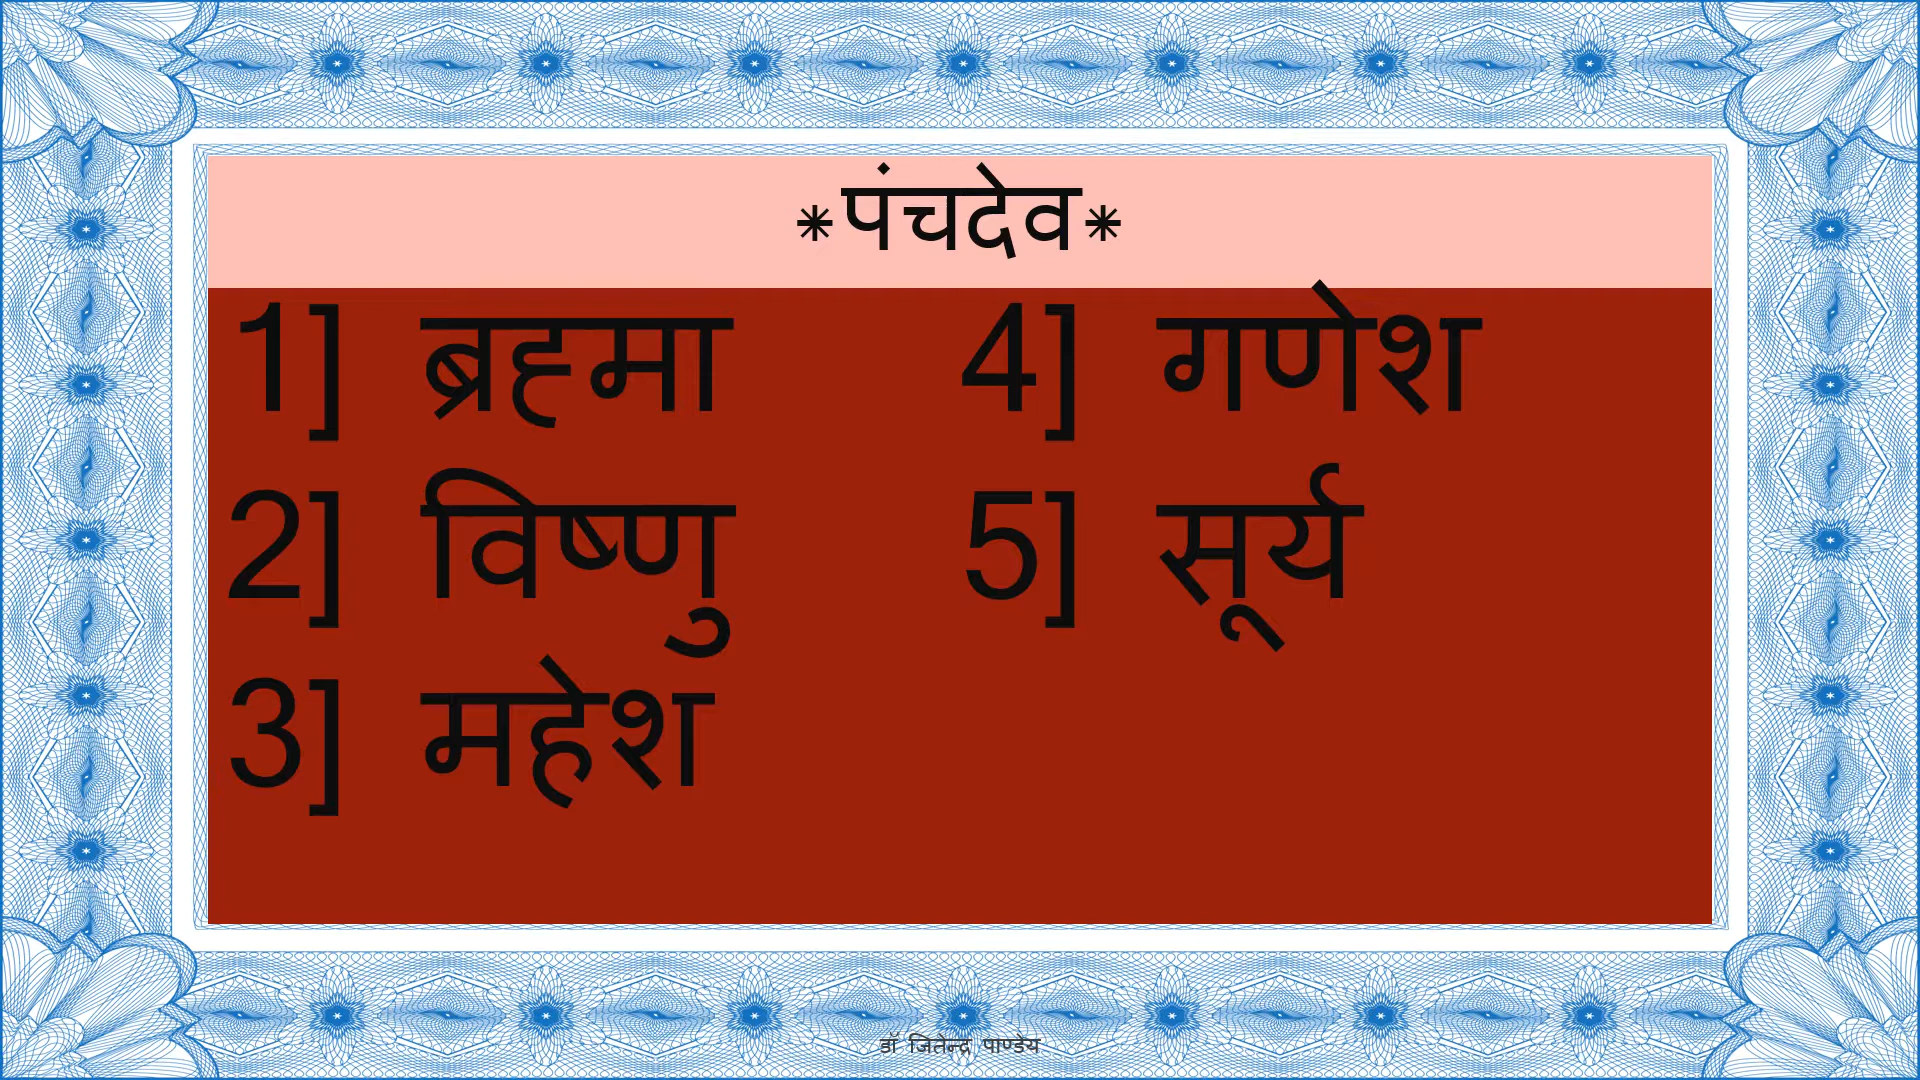 *पंचदेव*
1] ब्रह्मा
2] विष्णु
3] महेश
4] गणेश
5] सूर्य
डॉ जितेन्द्र पाण्डेय